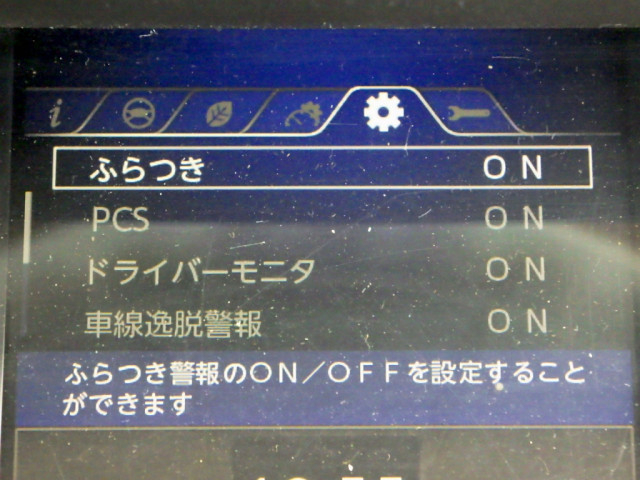 ふらつき ON
PCS ON
ドライバーモニタ ON
車線逸脱警報 ON
ふらつき警報のON／OFFを設定すること
ができます